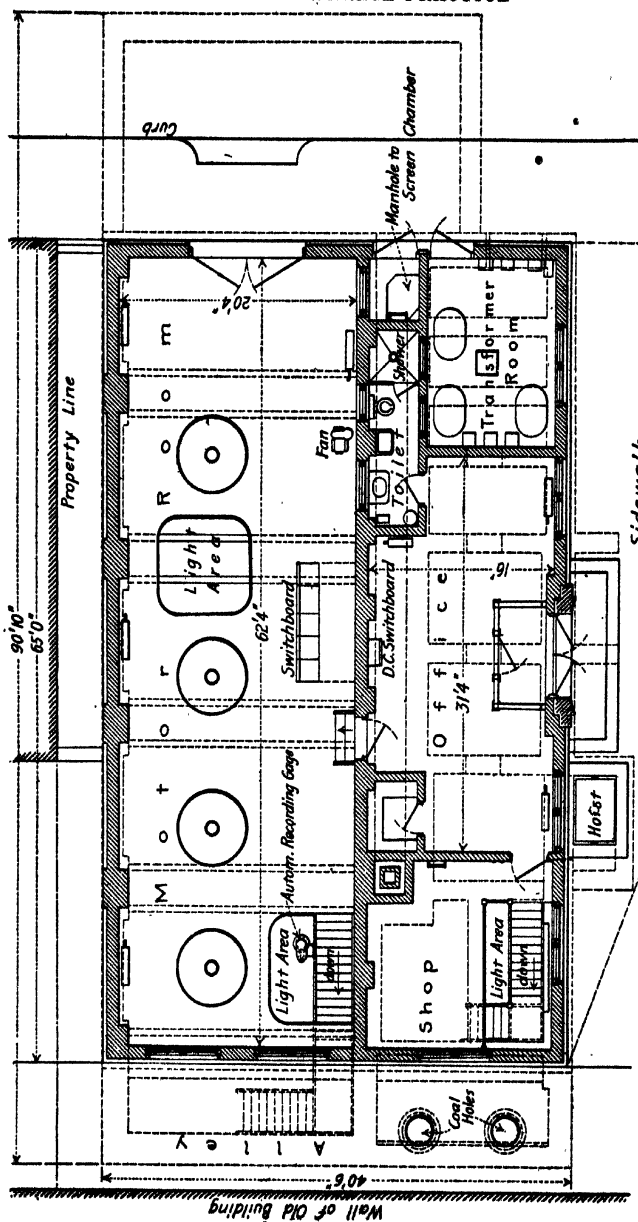 Curb
Manhole to
Screen Chamber
Property Line
90'10"
65'0"
20'4"
Motor Room
Fan
Shower
Toilet
Transformer
Room
Light
Area
62'4"
Switchboard
D.C. Switchboard
16'
Office
31'4"
Autom. Recording Gage
Light Area
down
Shop
Light Area
down
Hoist
Alley
Coal
Holes
40'6"
Wall of Old Building